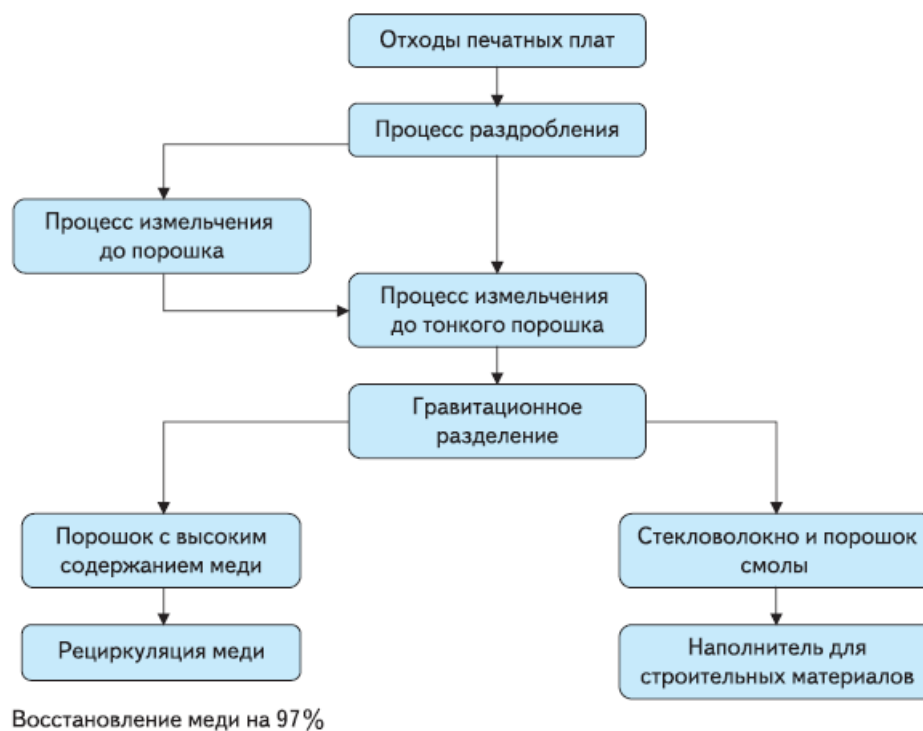 Отходы печатных плат
Процесс раздробления
Процесс измельчения
до порошка
Процесс измельчения
до тонкого порошка
Гравитационное
разделение
Порошок с высоким
содержанием меди
Стекловолокно и порошок
смолы
Рециркуляция меди
Наполнитель для
строительных материалов
Восстановление меди на 97%